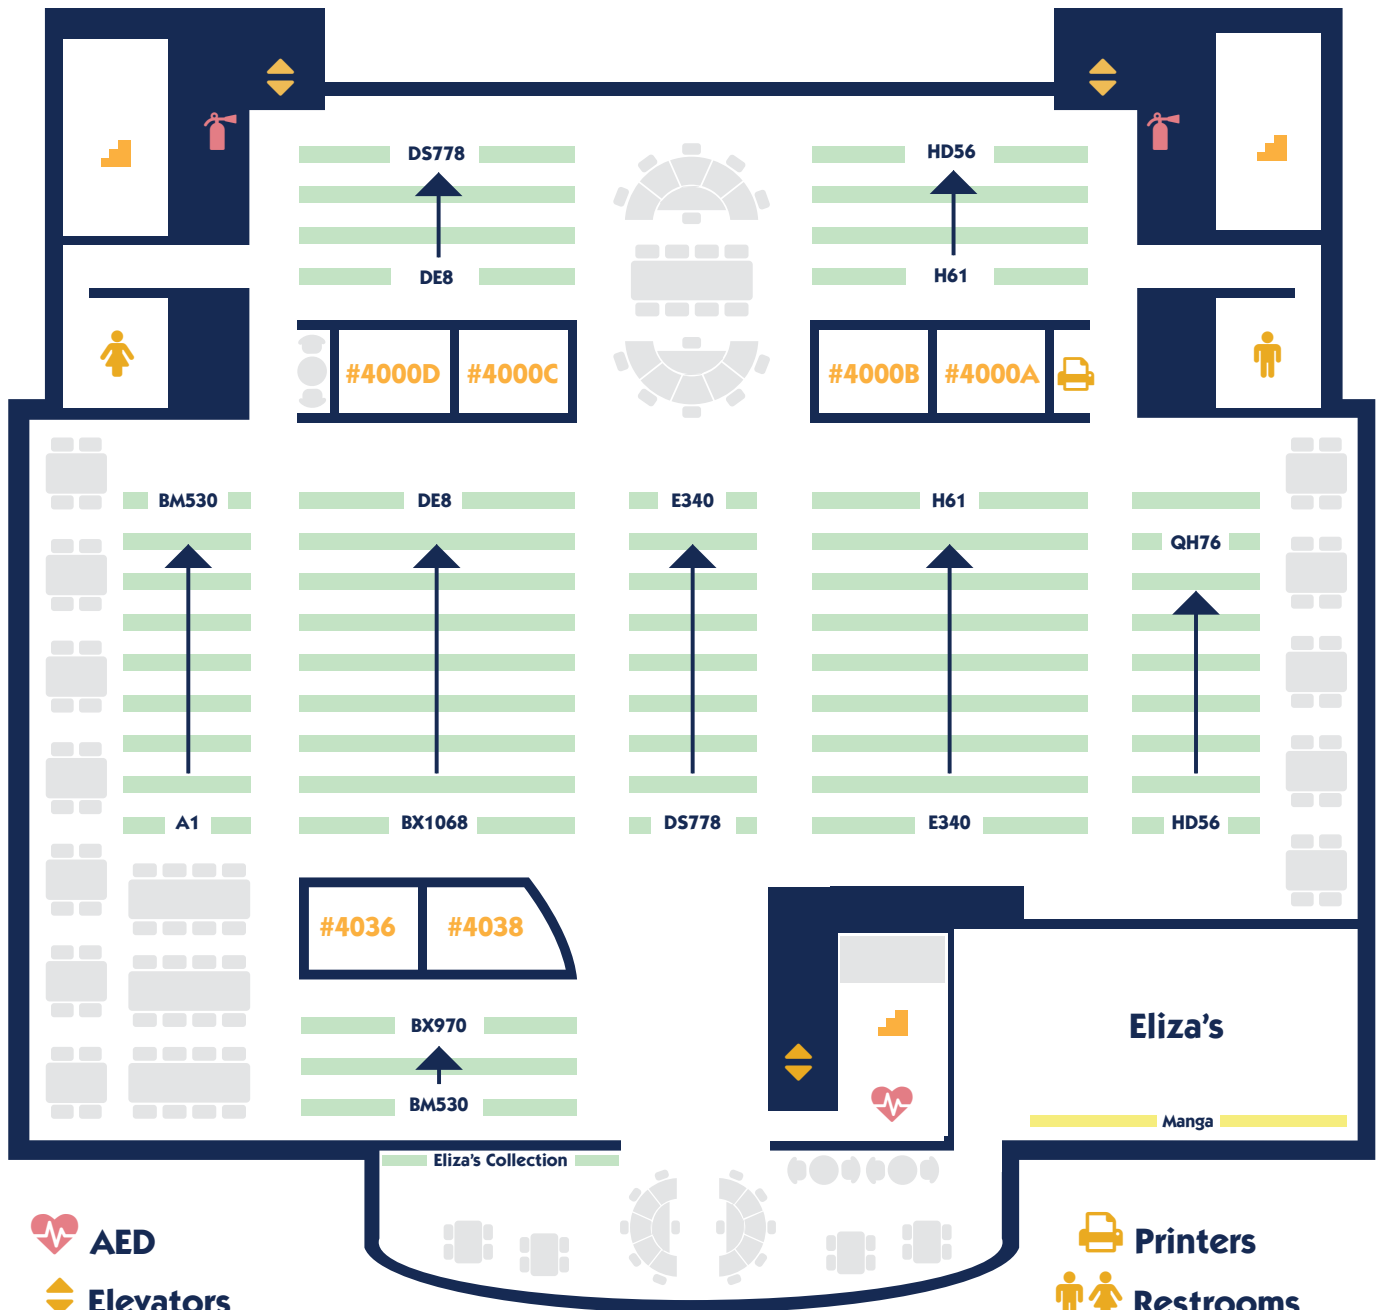 DS778
HD56
DE8
H61
#4000D
#4000C
#4000B
#4000A
BM530
DE8
E340
H61
QH76
A1
BX1068
DS778
E340
HD56
#4036
#4038
BX970
Eliza's
BM530
Manga
Eliza's Collection
AED
Printers
Elevators
Restrooms